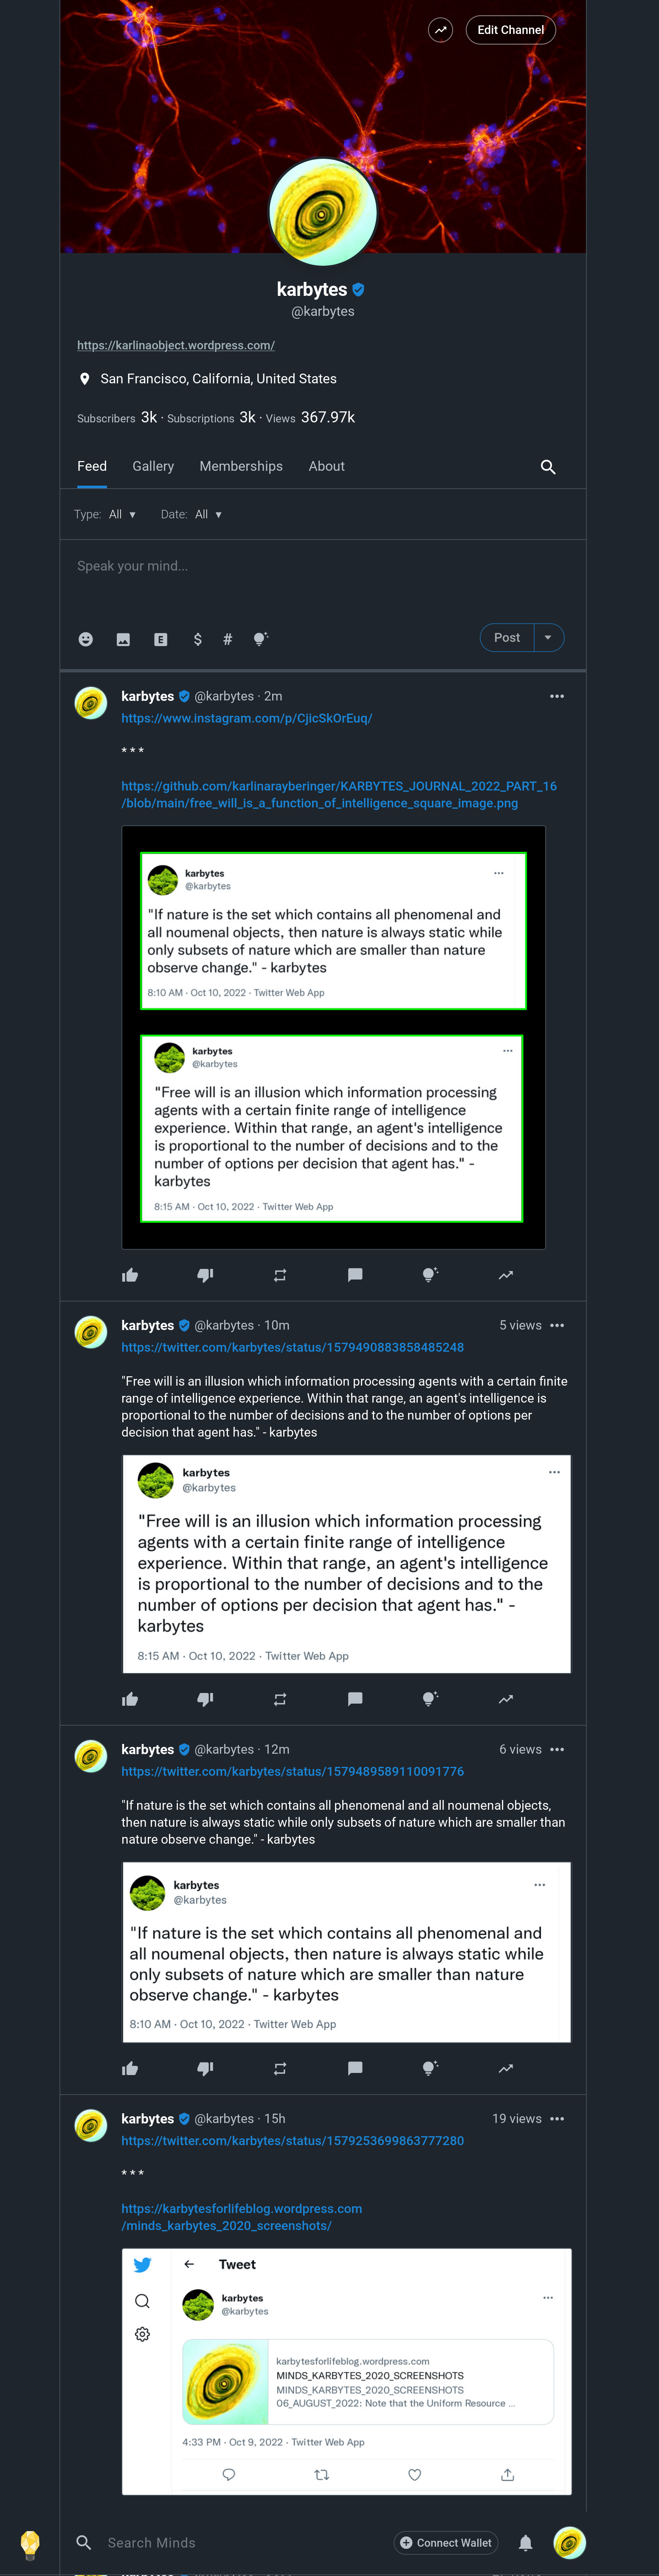 Edit Channel
karbytes
@karbytes
https://karlinaobject.wordpress.com/
San Francisco, California, United States
Subscribers 3k · Subscriptions 3k · Views 367.97k
Feed Gallery Memberships About
Type: All ▾ Date: All ▾
Speak your mind...
Post
karbytes @karbytes · 2m
https://www.instagram.com/p/CjicSkOrEuq/
* * *
https://github.com/karlinarayberinger/KARBYTES_JOURNAL_2022_PART_16
/blob/main/free_will_is_a_function_of_intelligence_square_image.png
karbytes
@karbytes
"If nature is the set which contains all phenomenal and
all noumenal objects, then nature is always static while
only subsets of nature which are smaller than nature
observe change." - karbytes
8:10 AM · Oct 10, 2022 · Twitter Web App
karbytes
@karbytes
"Free will is an illusion which information processing
agents with a certain finite range of intelligence
experience. Within that range, an agent's intelligence
is proportional to the number of decisions and to the
number of options per decision that agent has." -
karbytes
8:15 AM · Oct 10, 2022 · Twitter Web App
karbytes @karbytes · 10m 5 views
https://twitter.com/karbytes/status/1579490883858485248
"Free will is an illusion which information processing agents with a certain finite
range of intelligence experience. Within that range, an agent's intelligence is
proportional to the number of decisions and to the number of options per
decision that agent has." - karbytes
karbytes
@karbytes
"Free will is an illusion which information processing
agents with a certain finite range of intelligence
experience. Within that range, an agent's intelligence
is proportional to the number of decisions and to the
number of options per decision that agent has." -
karbytes
8:15 AM · Oct 10, 2022 · Twitter Web App
karbytes @karbytes · 12m 6 views
https://twitter.com/karbytes/status/1579489589110091776
"If nature is the set which contains all phenomenal and all noumenal objects,
then nature is always static while only subsets of nature which are smaller than
nature observe change." - karbytes
karbytes
@karbytes
"If nature is the set which contains all phenomenal and
all noumenal objects, then nature is always static while
only subsets of nature which are smaller than nature
observe change." - karbytes
8:10 AM · Oct 10, 2022 · Twitter Web App
karbytes @karbytes · 15h 19 views
https://twitter.com/karbytes/status/1579253699863777280
* * *
https://karbytesforlifeblog.wordpress.com
/minds_karbytes_2020_screenshots/
Tweet
karbytes
@karbytes
karbytesforlifeblog.wordpress.com
MINDS_KARBYTES_2020_SCREENSHOTS
MINDS_KARBYTES_2020_SCREENSHOTS
06_AUGUST_2022: Note that the Uniform Resource ...
4:33 PM · Oct 9, 2022 · Twitter Web App
Search Minds
Connect Wallet